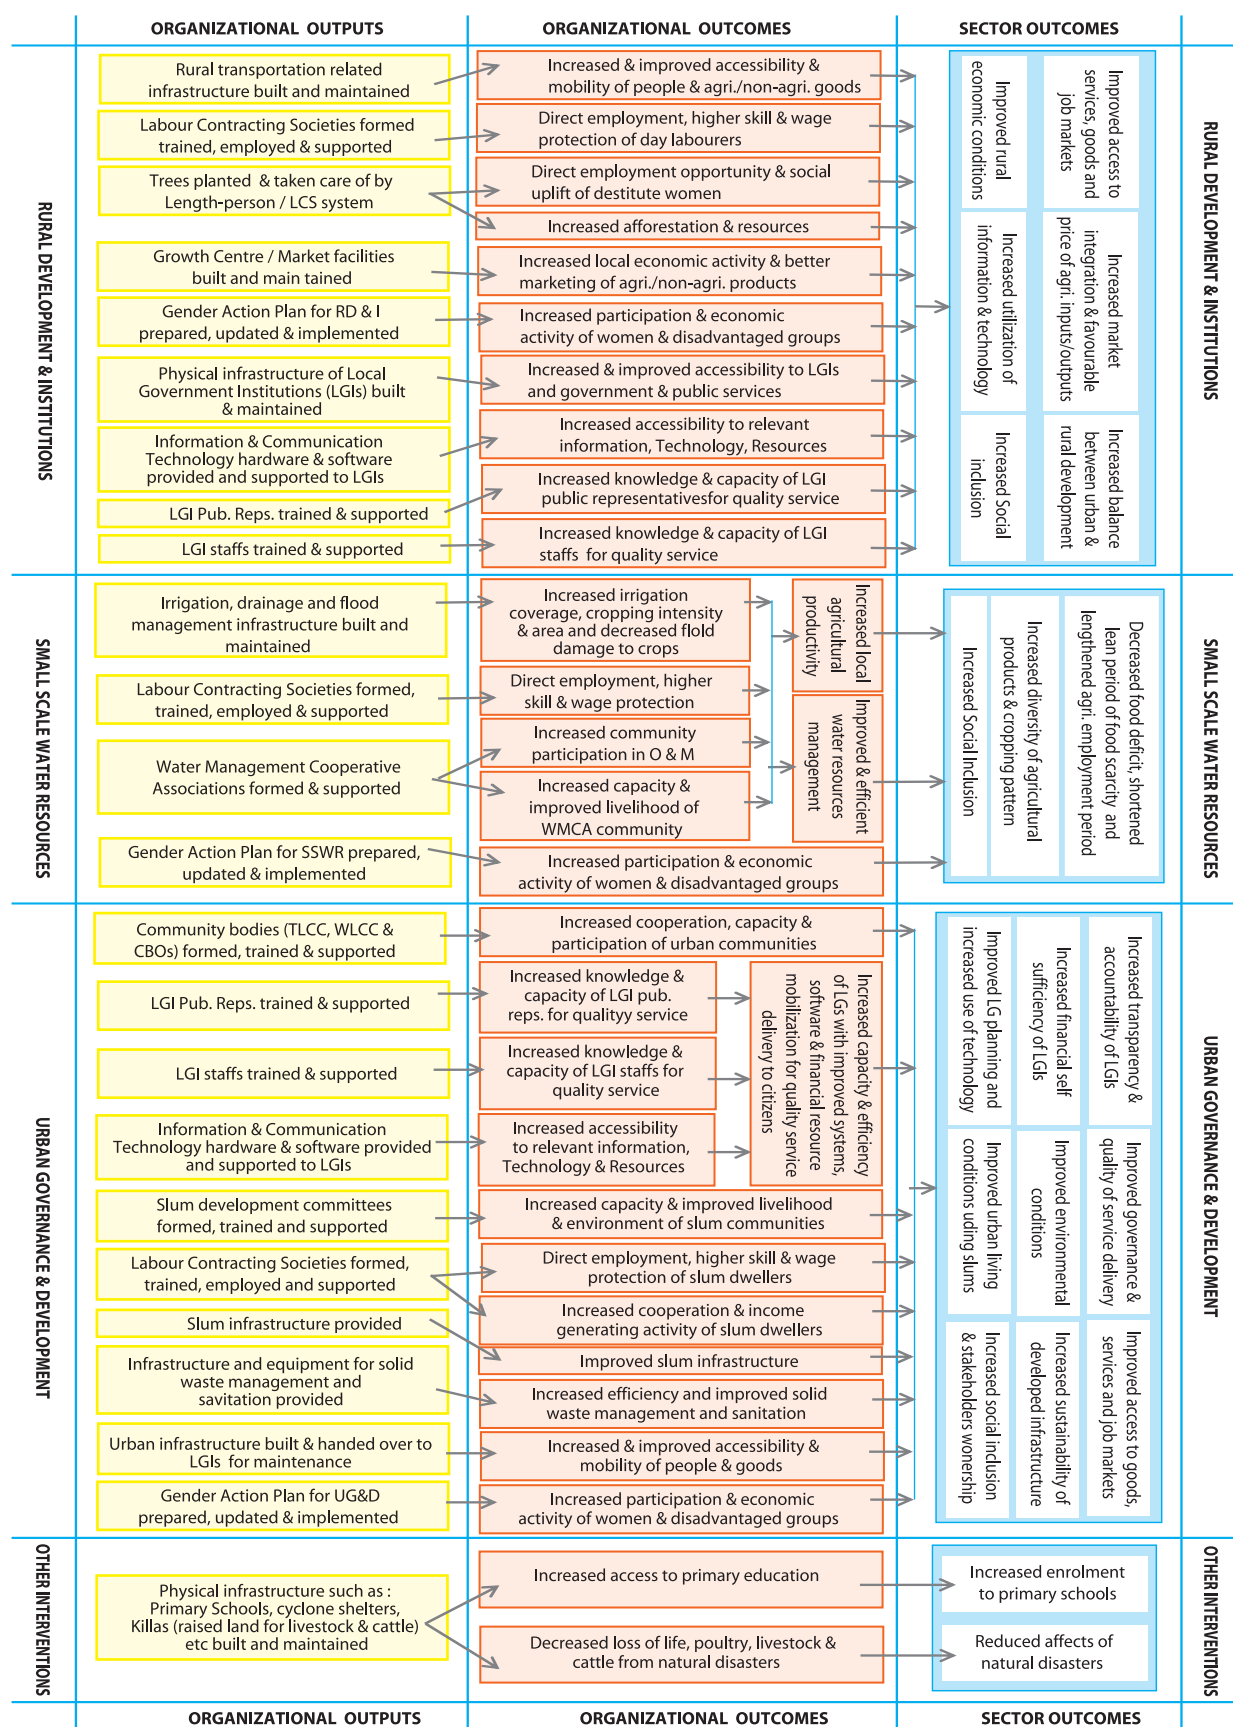 ORGANIZATIONAL OUTPUTS
ORGANIZATIONAL OUTCOMES
SECTOR OUTCOMES
RURAL DEVELOPMENT & INSTITUTIONS
Rural transportation related
infrastructure built and maintained
Labour Contracting Societies formed
trained, employed & supported
Trees planted & taken care of by
Length-person / LCS system
Growth Centre / Market facilities
built and main tained
Gender Action Plan for RD & I
prepared, updated & implemented
Physical infrastructure of Local
Government Institutions (LGIs) built
& maintained
Information & Communication
Technology hardware & software
provided and supported to LGIs
LGI Pub. Reps. trained & supported
LGI staffs trained & supported
Increased & improved accessibility &
mobility of people & agri./non-agri. goods
Direct employment, higher skill & wage
protection of day labourers
Direct employment opportunity & social
uplift of destitute women
Increased afforestation & resources
Increased local economic activity & better
marketing of agri./non-agri. products
Increased participation & economic
activity of women & disadvantaged groups
Increased & improved accessibility to LGIs
and government & public services
Increased accessibility to relevant
information, Technology, Resources
Increased knowledge & capacity of LGI
public representativesfor quality service
Increased knowledge & capacity of LGI
staffs for quality service
Improved access to
services, goods and
job markets
Improved rural
economic conditions
Increased market
integration & favourable
price of agri. inputs/outputs
Increased utilization of
information & technology
Increased balance
between urban &
rural development
Increased Social
inclusion
RURAL DEVELOPMENT & INSTITUTIONS
SMALL SCALE WATER RESOURCES
Irrigation, drainage and flood
management infrastructure built and
maintained
Labour Contracting Societies formed,
trained, employed & supported
Water Management Cooperative
Associations formed & supported
Gender Action Plan for SSWR prepared,
updated & implemented
Increased irrigation
coverage, cropping intensity
& area and decreased flold
damage to crops
Direct employment, higher
skill & wage protection
Increased community
participation in O & M
Increased capacity &
improved livelihood of
WMCA community
Increased participation & economic
activity of women & disadvantaged groups
Increased local
agricultural
productivity
Improved & efficient
water resources
management
Decreased food deficit, shortened
lean period of food scarcity and
lengthened agri. employment period
Increased diversity of agricultural
products & cropping pattern
Increased Social Inclusion
SMALL SCALE WATER RESOURCES
URBAN GOVERNANCE & DEVELOPMENT
Community bodies (TLCC, WLCC &
CBOs) formed, trained & supported
LGI Pub. Reps. trained & supported
LGI staffs trained & supported
Information & Communication
Technology hardware & software provided
and supported to LGIs
Slum development committees
formed, trained and supported
Labour Contracting Societies formed,
trained, employed and supported
Slum infrastructure provided
Infrastructure and equipment for solid
waste management and
savitation provided
Urban infrastructure built & handed over to
LGIs for maintenance
Gender Action Plan for UG&D
prepared, updated & implemented
Increased cooperation, capacity &
participation of urban communities
Increased knowledge &
capacity of LGI pub.
reps. for qualityy service
Increased knowledge &
capacity of LGI staffs for
quality service
Increased accessibility
to relevant information,
Technology & Resources
Increased capacity & efficiency
of LGs with improved systems,
software & financial resource
mobilization for quality service
delivery to citizens
Increased capacity & improved livelihood
& environment of slum communities
Direct employment, higher skill & wage
protection of slum dwellers
Increased cooperation & income
generating activity of slum dwellers
Improved slum infrastructure
Increased efficiency and improved solid
waste management and sanitation
Increased & improved accessibility &
mobility of people & goods
Increased participation & economic
activity of women & disadvantaged groups
Increased transparency &
accountability of LGIs
Increased financial self
sufficiency of LGIs
Improved LG planning and
increased use of technology
Improved governance &
quality of service delivery
Improved environmental
conditions
Improved urban living
conditions uding slums
Improved access to goods,
services and job markets
Increased sustainability of
developed infrastructure
Increased social inclusion
& stakeholders wonership
URBAN GOVERNANCE & DEVELOPMENT
OTHER INTERVENTIONS
Physical infrastructure such as :
Primary Schools, cyclone shelters,
Killas (raised land for livestock & cattle)
etc built and maintained
Increased access to primary education
Decreased loss of life, poultry, livestock &
cattle from natural disasters
Increased enrolment
to primary schools
Reduced affects of
natural disasters
OTHER INTERVENTIONS
ORGANIZATIONAL OUTPUTS
ORGANIZATIONAL OUTCOMES
SECTOR OUTCOMES